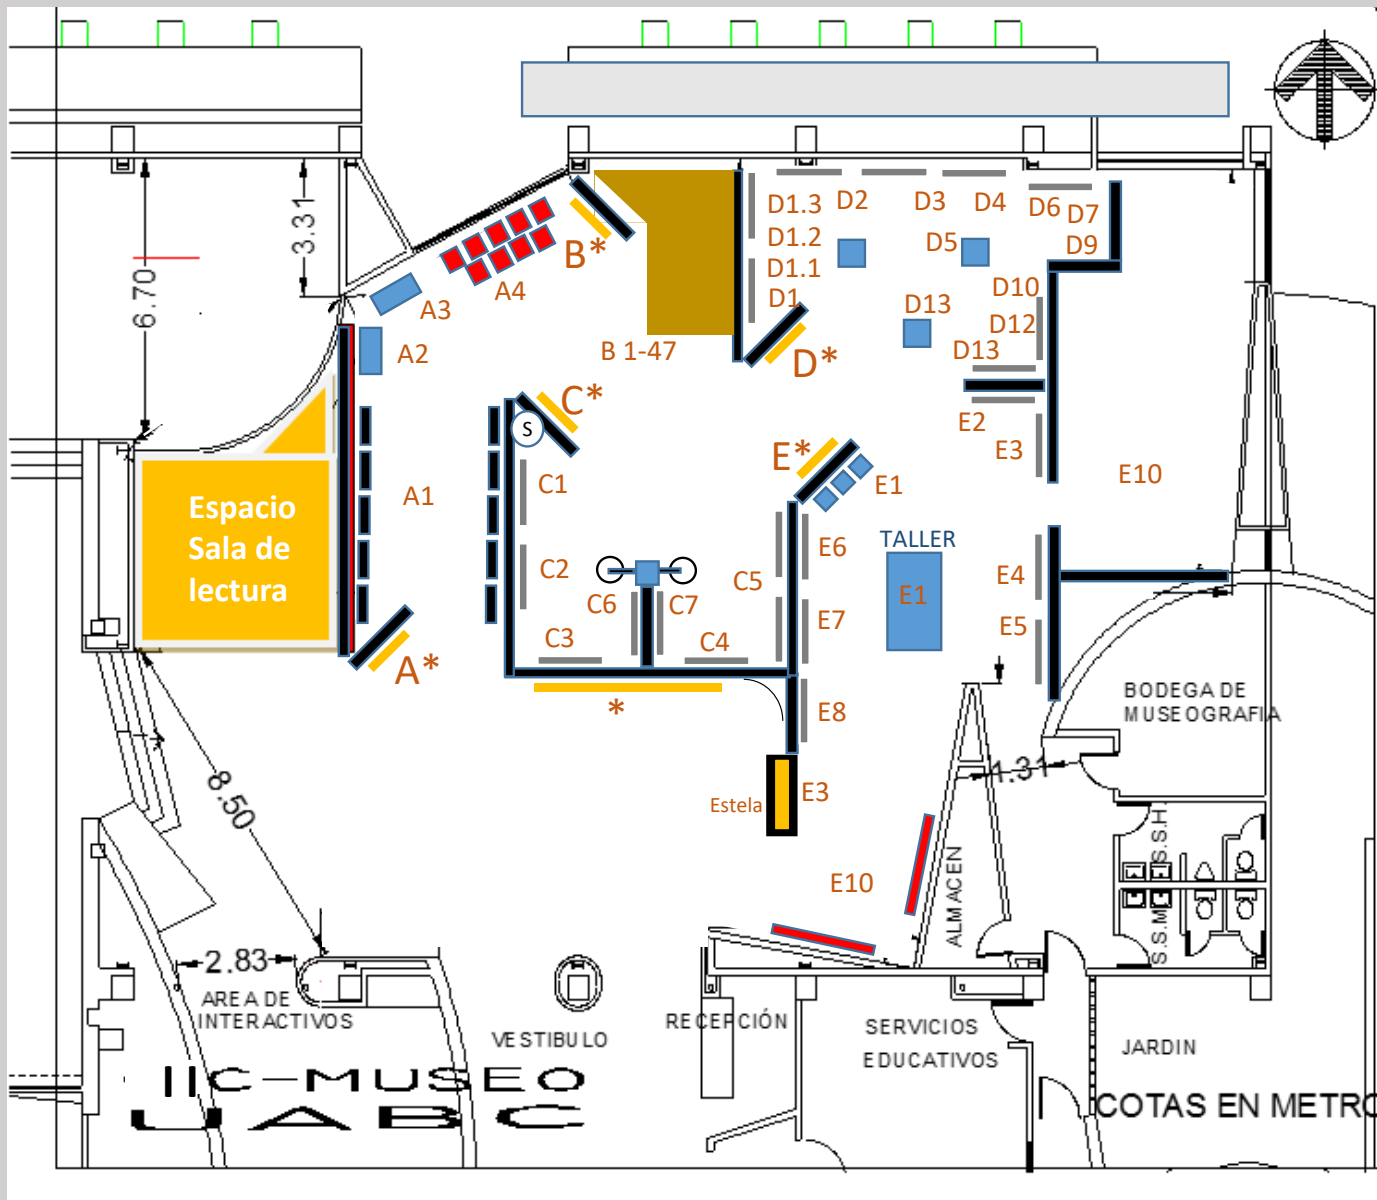 3.31
6.70
A3
A4
B*
A2
B 1-47
D1.3
D1.2
D1.1
D1
D2
D3
D4
D6
D7
D5
D9
D10
D13
D12
D13
D*
C*
S
E2
E3
E*
E1
E10
A1
C1
Espacio
Sala de
lectura
TALLER
E6
C2
C5
E1
E4
C6
C7
E7
E5
C3
C4
A*
*
E8
BODEGA DE
MUSEOGRAFIA
8.50
1.31
Estela
E3
S.S.H
E10
ALMACEN
S.S.M
2.83
AREA DE
INTERACTIVOS
VESTIBULO
RECEPCIÓN
SERVICIOS
EDUCATIVOS
JARDIN
IIC-MUSEO
UABC
COTAS EN METRO